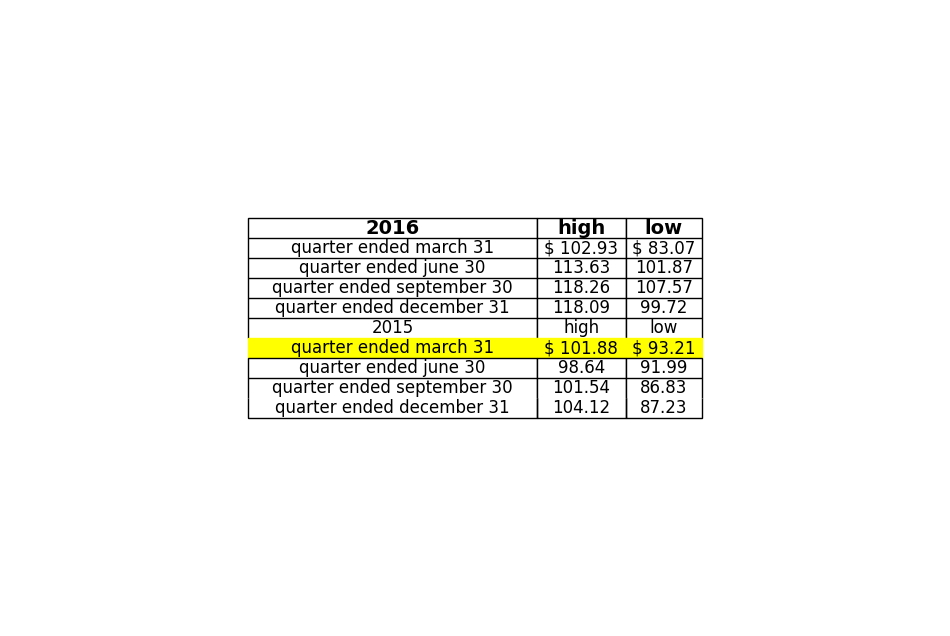 2016 high low
quarter ended march 31 $ 102.93 $ 83.07
quarter ended june 30 113.63 101.87
quarter ended september 30 118.26 107.57
quarter ended december 31 118.09 99.72
2015 high low
quarter ended march 31 $ 101.88 $ 93.21
quarter ended june 30 98.64 91.99
quarter ended september 30 101.54 86.83
quarter ended december 31 104.12 87.23